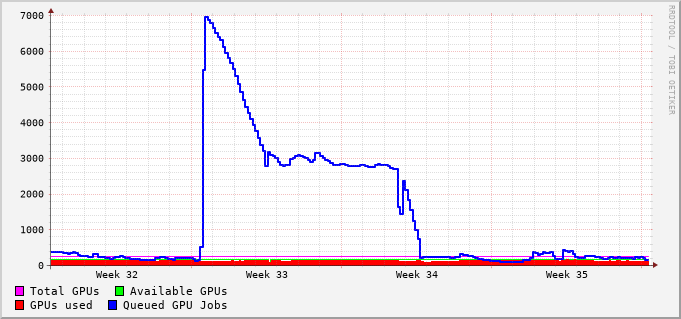 7000
6000
5000
4000
3000
2000
1000
0
Week 32 Week 33 Week 34 Week 35
Total GPUs Available GPUs
GPUs used Queued GPU Jobs
RRDTOOL / TOBI OETIKER